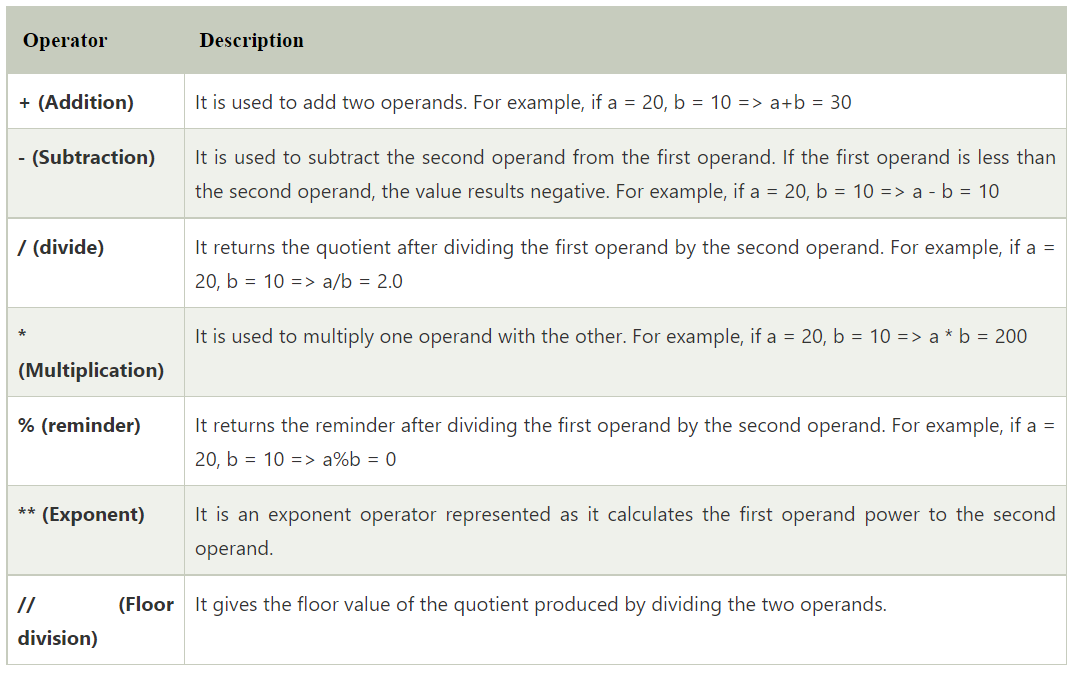 Operator Description
+ (Addition) It is used to add two operands. For example, if a = 20, b = 10 => a+b = 30
- (Subtraction) It is used to subtract the second operand from the first operand. If the first operand is less than
the second operand, the value results negative. For example, if a = 20, b = 10 => a - b = 10
/ (divide) It returns the quotient after dividing the first operand by the second operand. For example, if a =
20, b = 10 => a/b = 2.0
* It is used to multiply one operand with the other. For example, if a = 20, b = 10 => a * b = 200
(Multiplication)
% (reminder) It returns the reminder after dividing the first operand by the second operand. For example, if a =
20, b = 10 => a%b = 0
** (Exponent) It is an exponent operator represented as it calculates the first operand power to the second
operand.
// (Floor It gives the floor value of the quotient produced by dividing the two operands.
division)